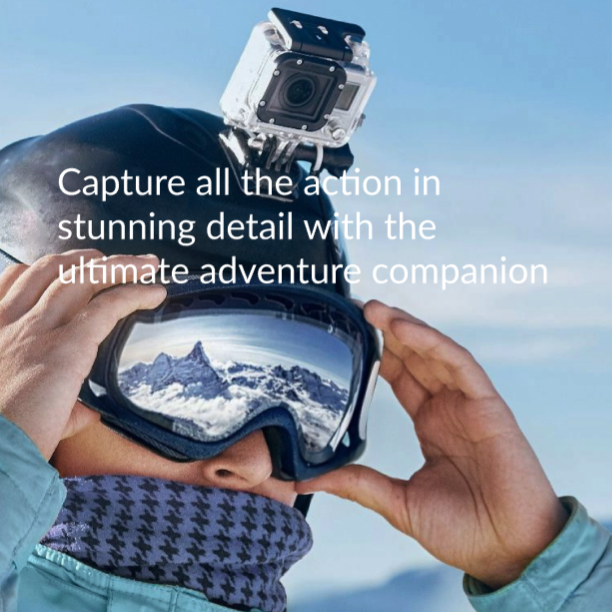 Capture all the action in
stunning detail with the
ultimate adventure companion